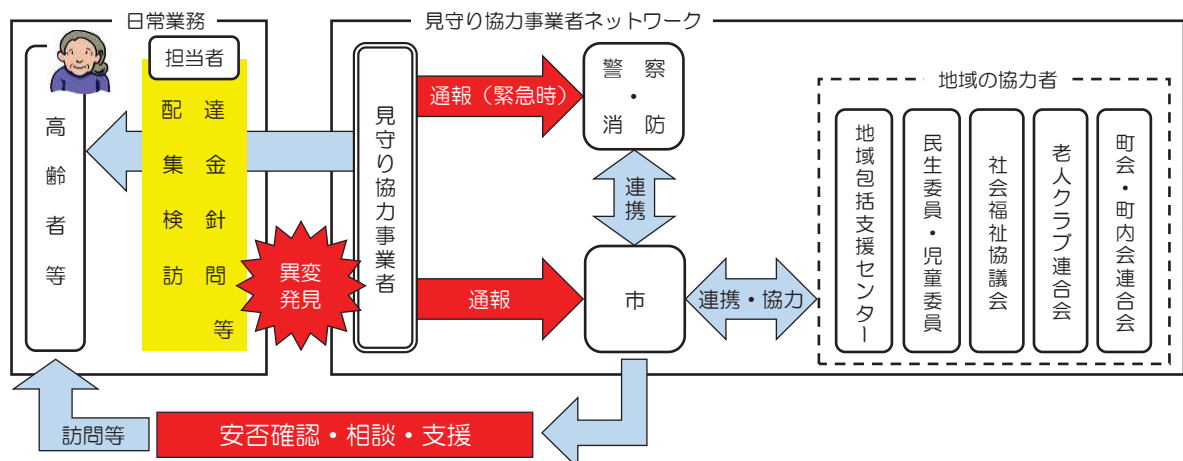 日常業務
見守り協力事業者ネットワーク
高齢者等
担当者
配達
集金
検針
訪問
等
異変
発見
見守り協力事業者
通報（緊急時）
警察
・
消防
連携
通報
市
連携・協力
地域の協力者
地域包括支援センター
民生委員・児童委員
社会福祉協議会
老人クラブ連合会
町会・町内会連合会
訪問等
安否確認・相談・支援